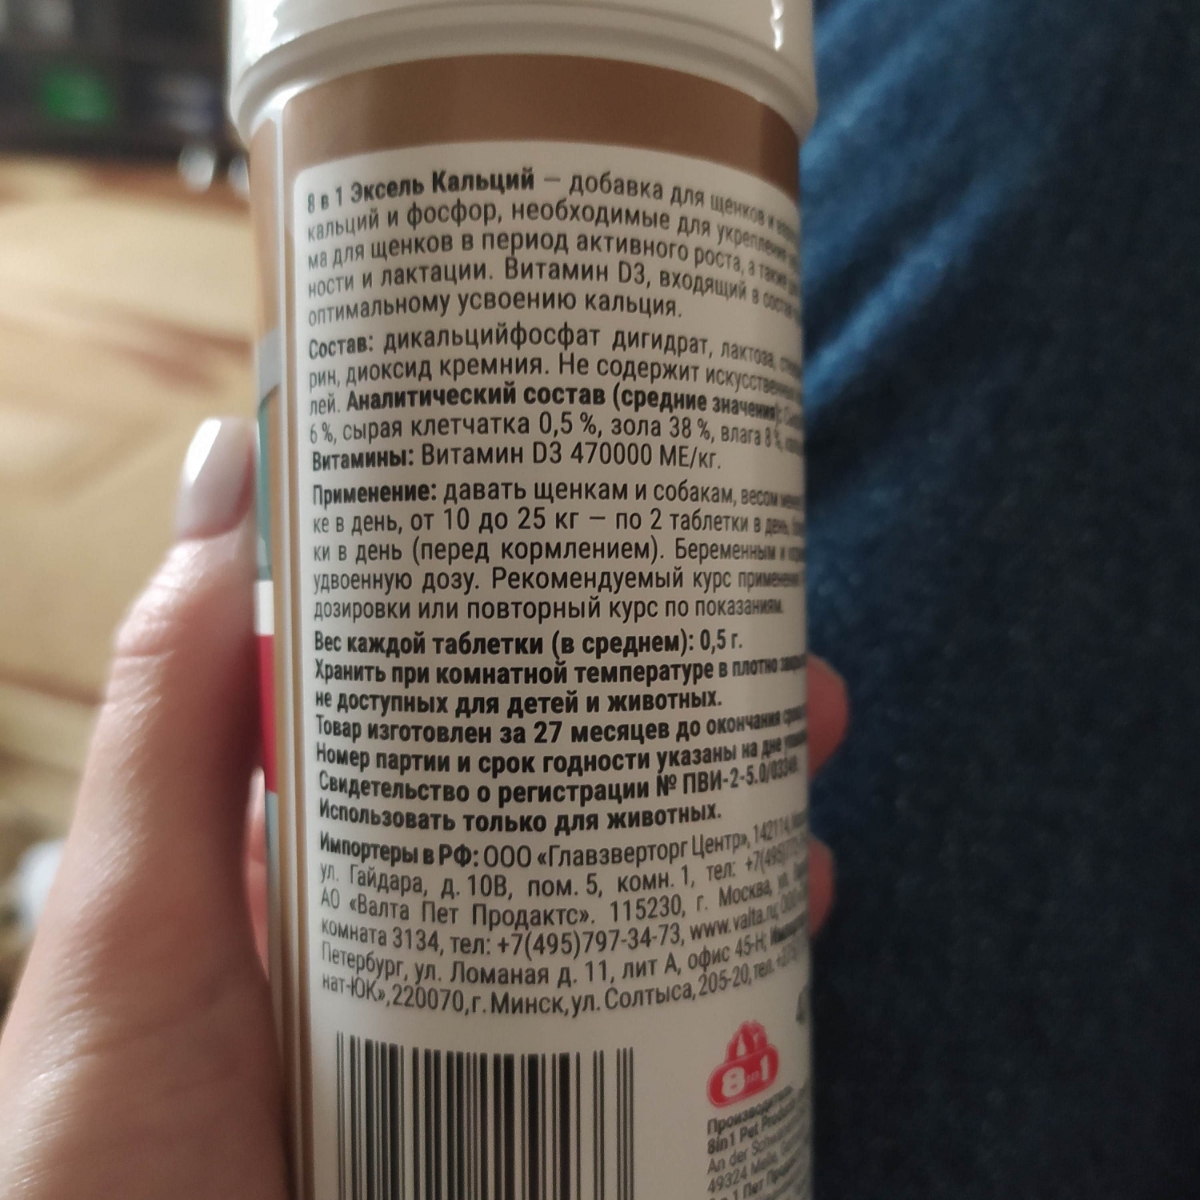 8 в 1 Эксель Кальций — добавка для щенков и
кальций и фосфор, необходимые для укрепления
ма для щенков в период активного роста, а также
ности и лактации. Витамин D3, входящий в
оптимальному усвоению кальция.
Состав: дикальцийфосфат дигидрат, лактоза,
рин, диоксид кремния. Не содержит
лей. Аналитический состав (средние значения):
6 %, сырая клетчатка 0,5 %, зола 38 %, влага 8 %,
Витамины: Витамин D3 470000 МЕ/кг.
Применение: давать щенкам и собакам, весом
ке в день, от 10 до 25 кг — по 2 таблетки в день,
ки в день (перед кормлением). Беременным и
удвоенную дозу. Рекомендуемый курс применения
дозировки или повторный курс по показаниям.
Вес каждой таблетки (в среднем): 0,5 г.
Хранить при комнатной температуре в плотно
не доступных для детей и животных.
Товар изготовлен за 27 месяцев до окончания
Номер партии и срок годности указаны на дне
Свидетельство о регистрации № ПВИ-2-5.0/
Использовать только для животных.
Импортеры в РФ: ООО «Главзверторг Центр», 142114,
ул. Гайдара, д. 10В, пом. 5, комн. 1, тел: +7(495)
АО «Валта Пет Продактс». 115230, г. Москва,
комната 3134, тел: +7(495)797-34-73, www.valta.ru, ООО
Петербург, ул. Ломаная д. 11, лит А, офис 45-Н;
нат-ЮК», 220070, г. Минск, ул. Солтыса, 205-20, тел.
8in1
Производитель
8in1 Pet Products
An der
49324 Melle,